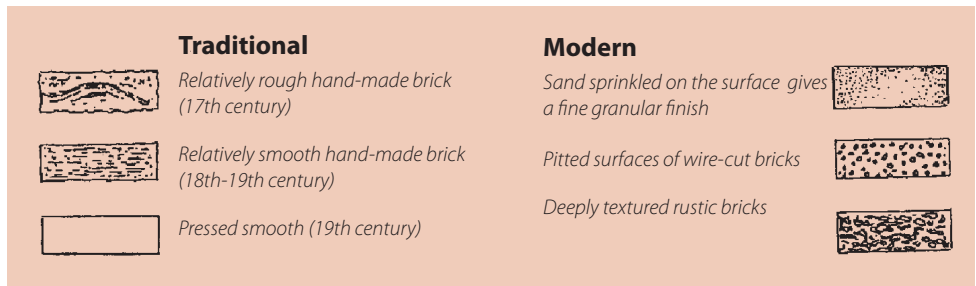 Traditional
Relatively rough hand-made brick
(17th century)
Relatively smooth hand-made brick
(18th-19th century)
Pressed smooth (19th century)
Modern
Sand sprinkled on the surface gives
a fine granular finish
Pitted surfaces of wire-cut bricks
Deeply textured rustic bricks